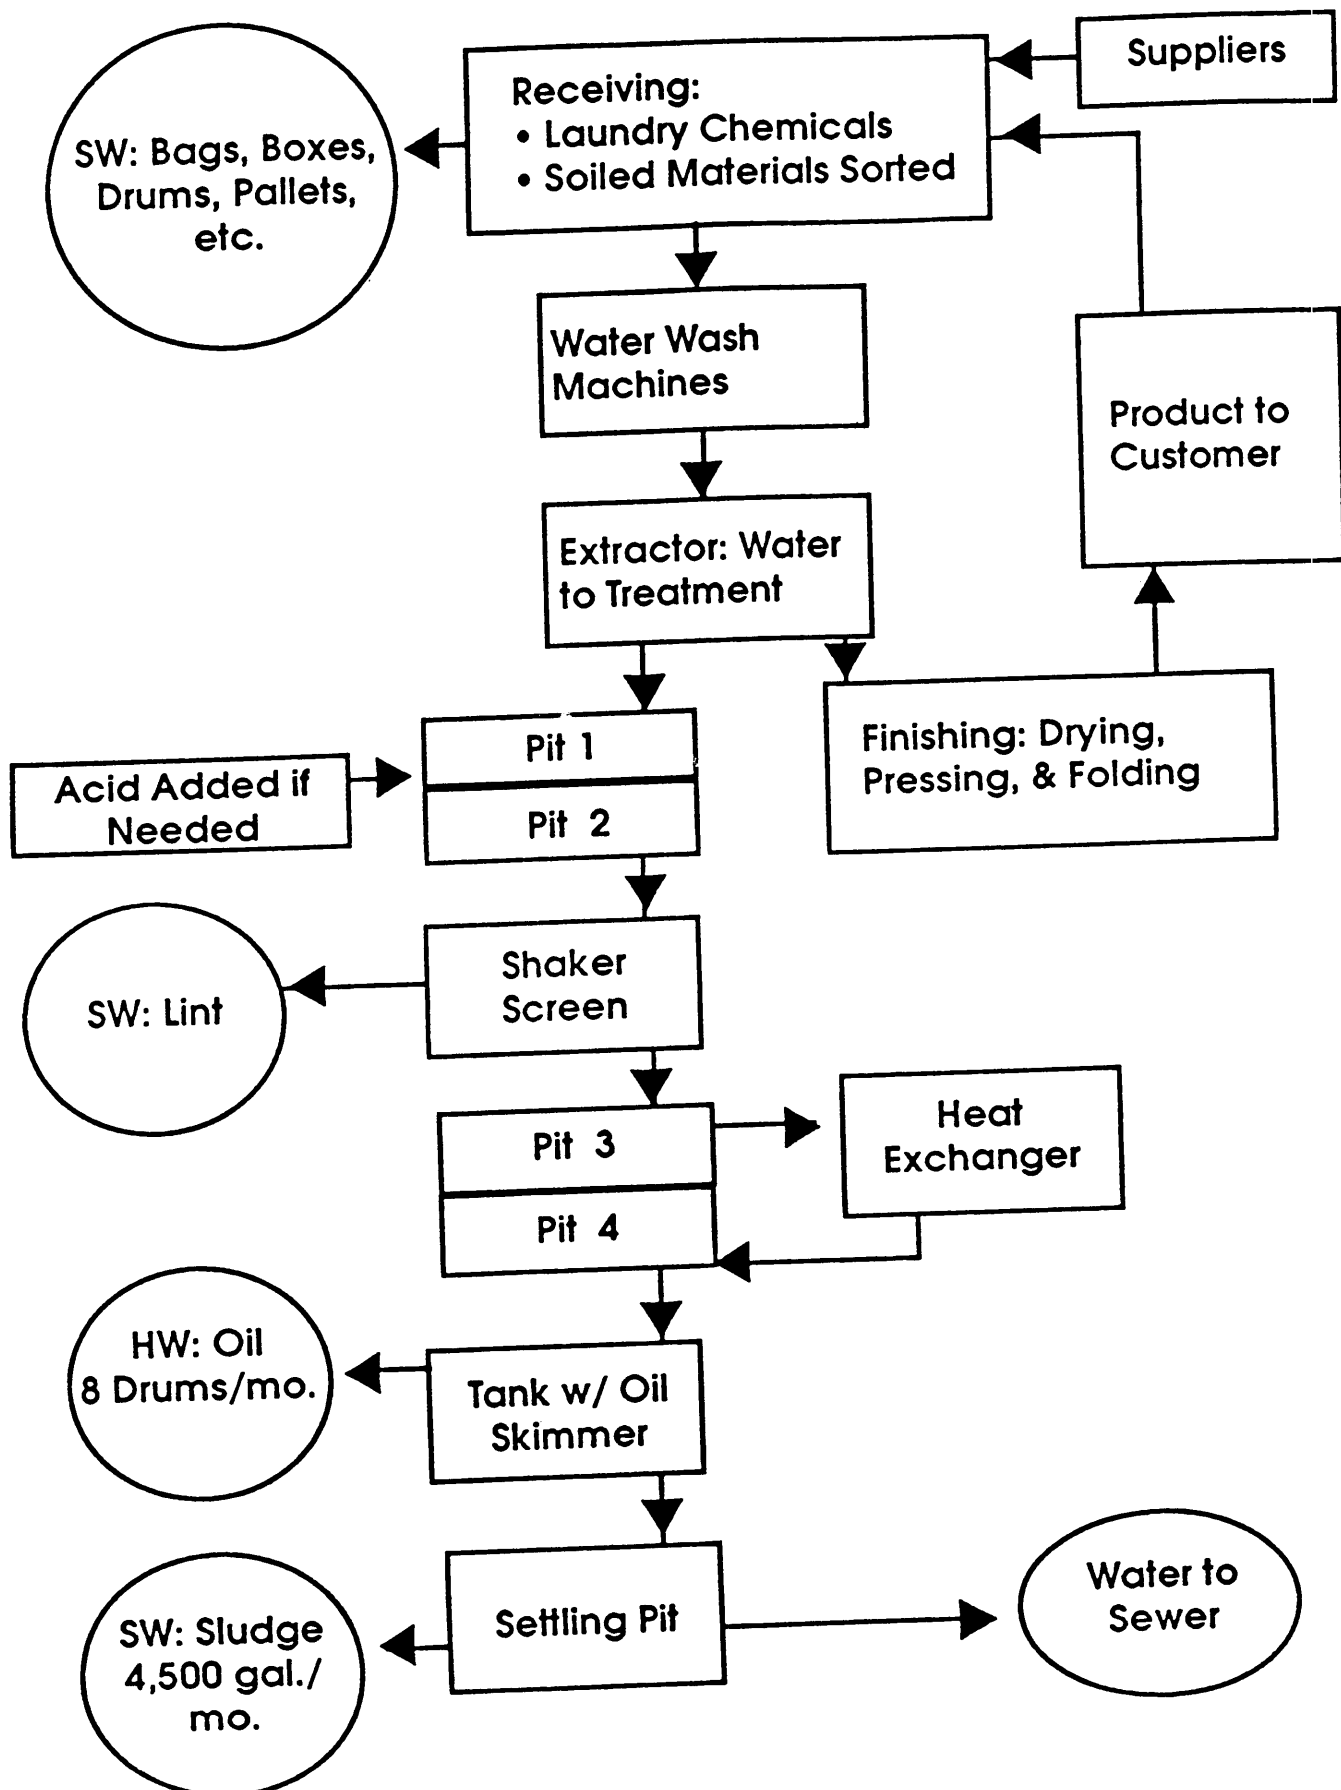 Suppliers
Receiving:
• Laundry Chemicals
• Soiled Materials Sorted
SW: Bags, Boxes,
Drums, Pallets,
etc.
Water Wash
Machines
Product to
Customer
Extractor: Water
to Treatment
Pit 1
Pit 2
Acid Added if
Needed
Finishing: Drying,
Pressing, & Folding
Shaker
Screen
SW: Lint
Pit 3
Pit 4
Heat
Exchanger
HW: Oil
8 Drums/mo.
Tank w/ Oil
Skimmer
Settling Pit
Water to
Sewer
SW: Sludge
4,500 gal./
mo.